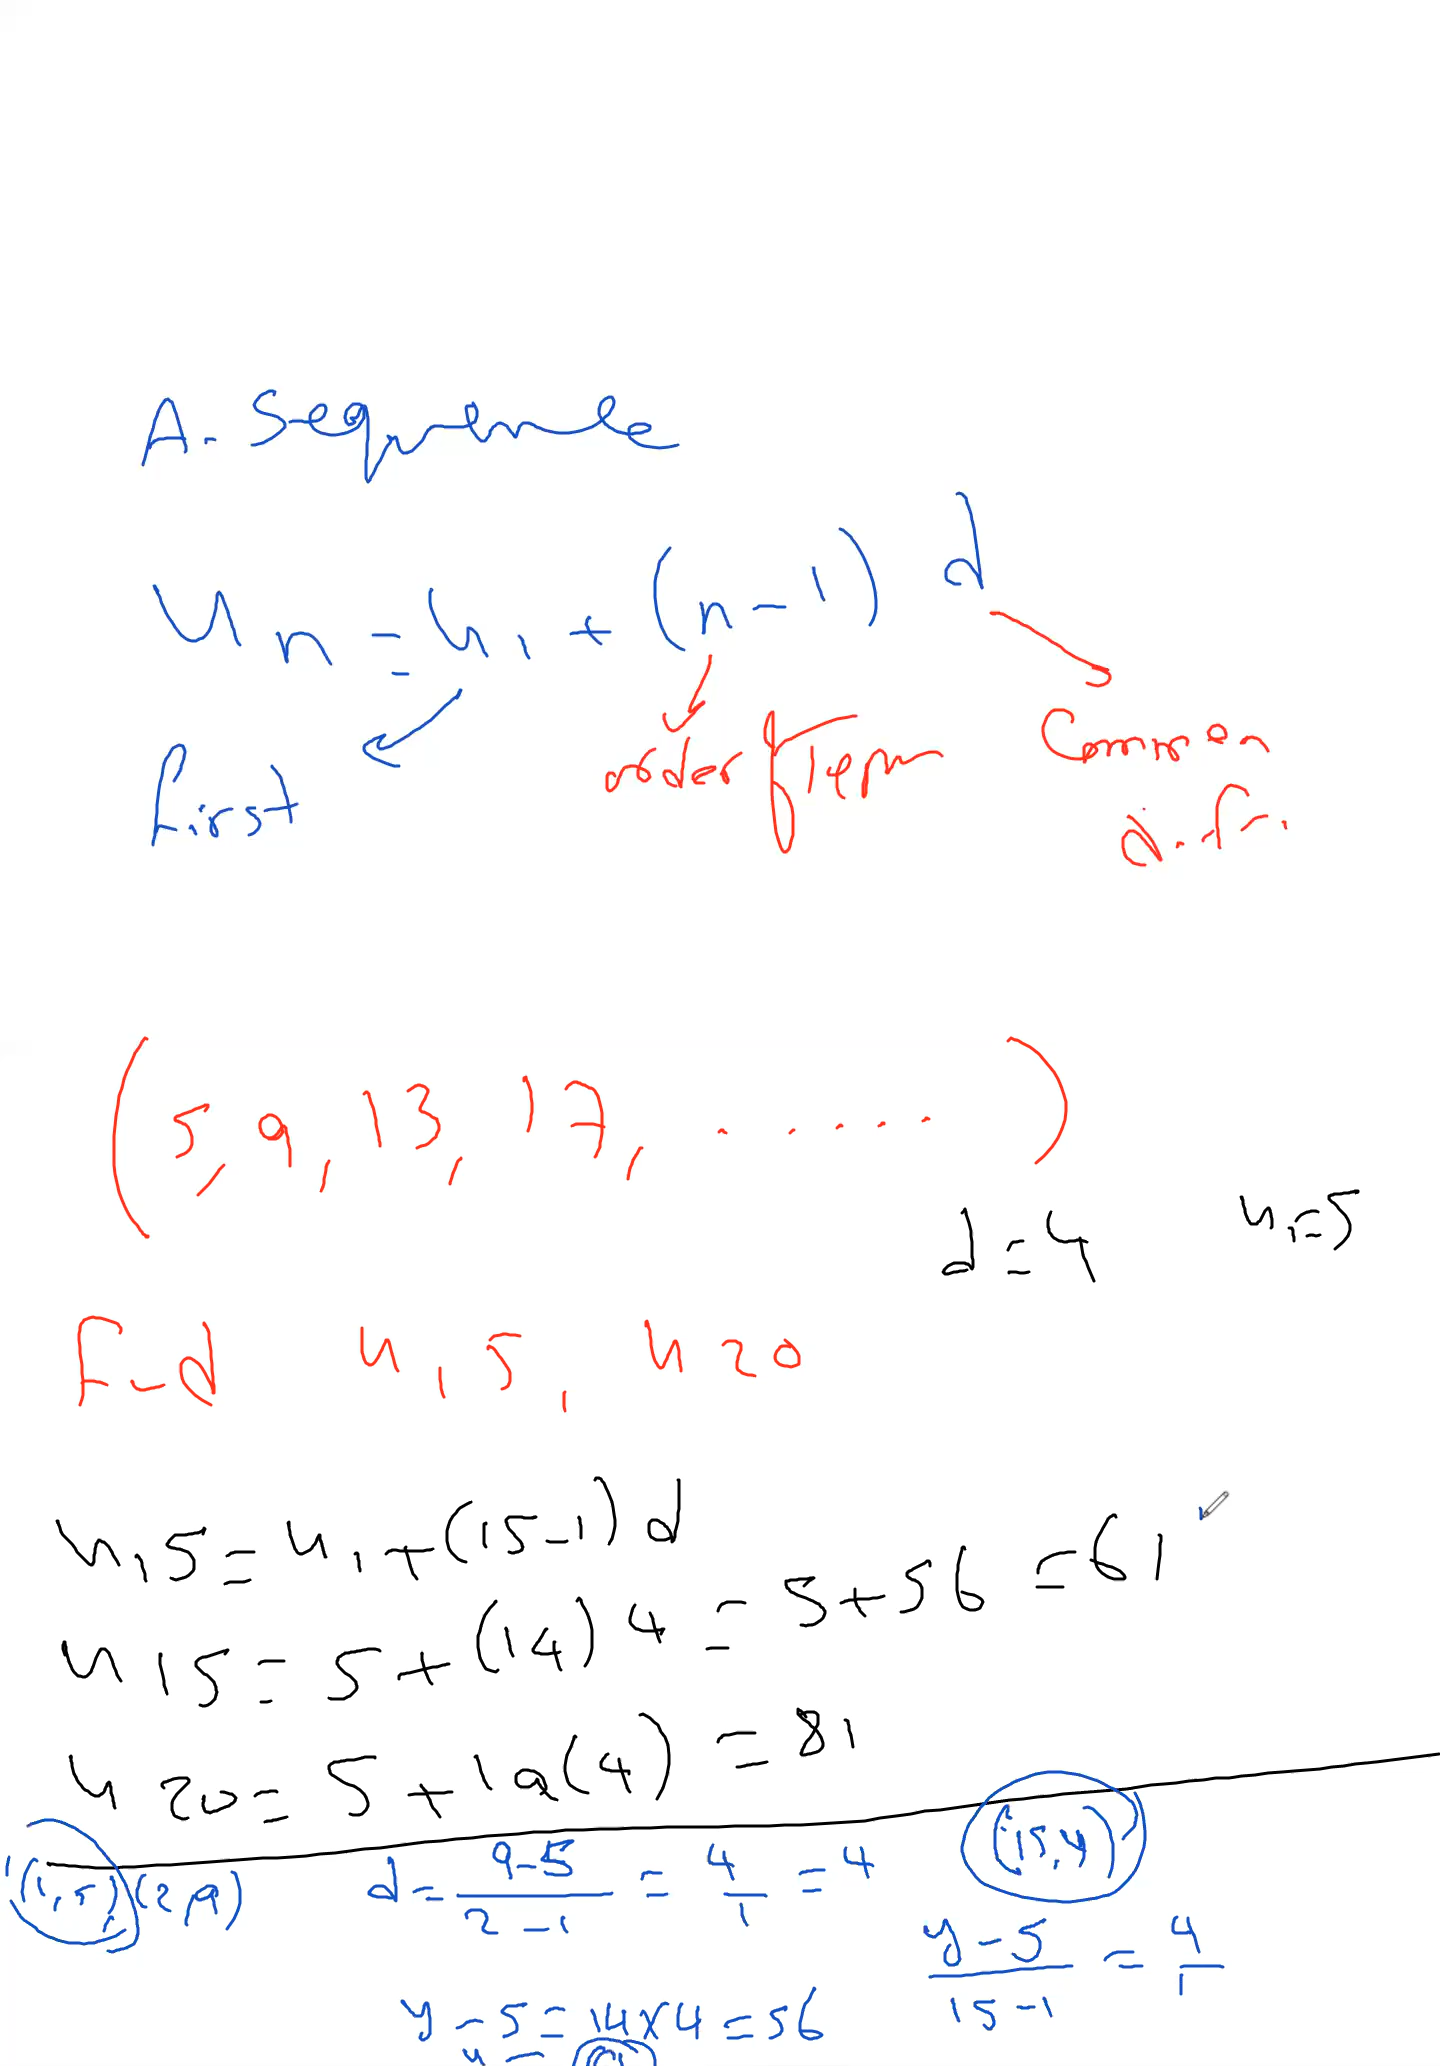 A. Sequence
Un = U1 + (n-1) d
first
order of Term
Common
(5, 9, 13, 17, ......)
d=4 U1=5
Find U15, U20
U15 = U1 + (15-1) d
U15 = 5 + (14) 4 = 5+56 = 61
U20 = 5 + 19(4) = 81
(1,5) (2,9) d = 9-5 / 2-1 = 4/1 = 4 (15,y)
y-5 / 15-1 = 4/1
y-5 = 14x4 = 56